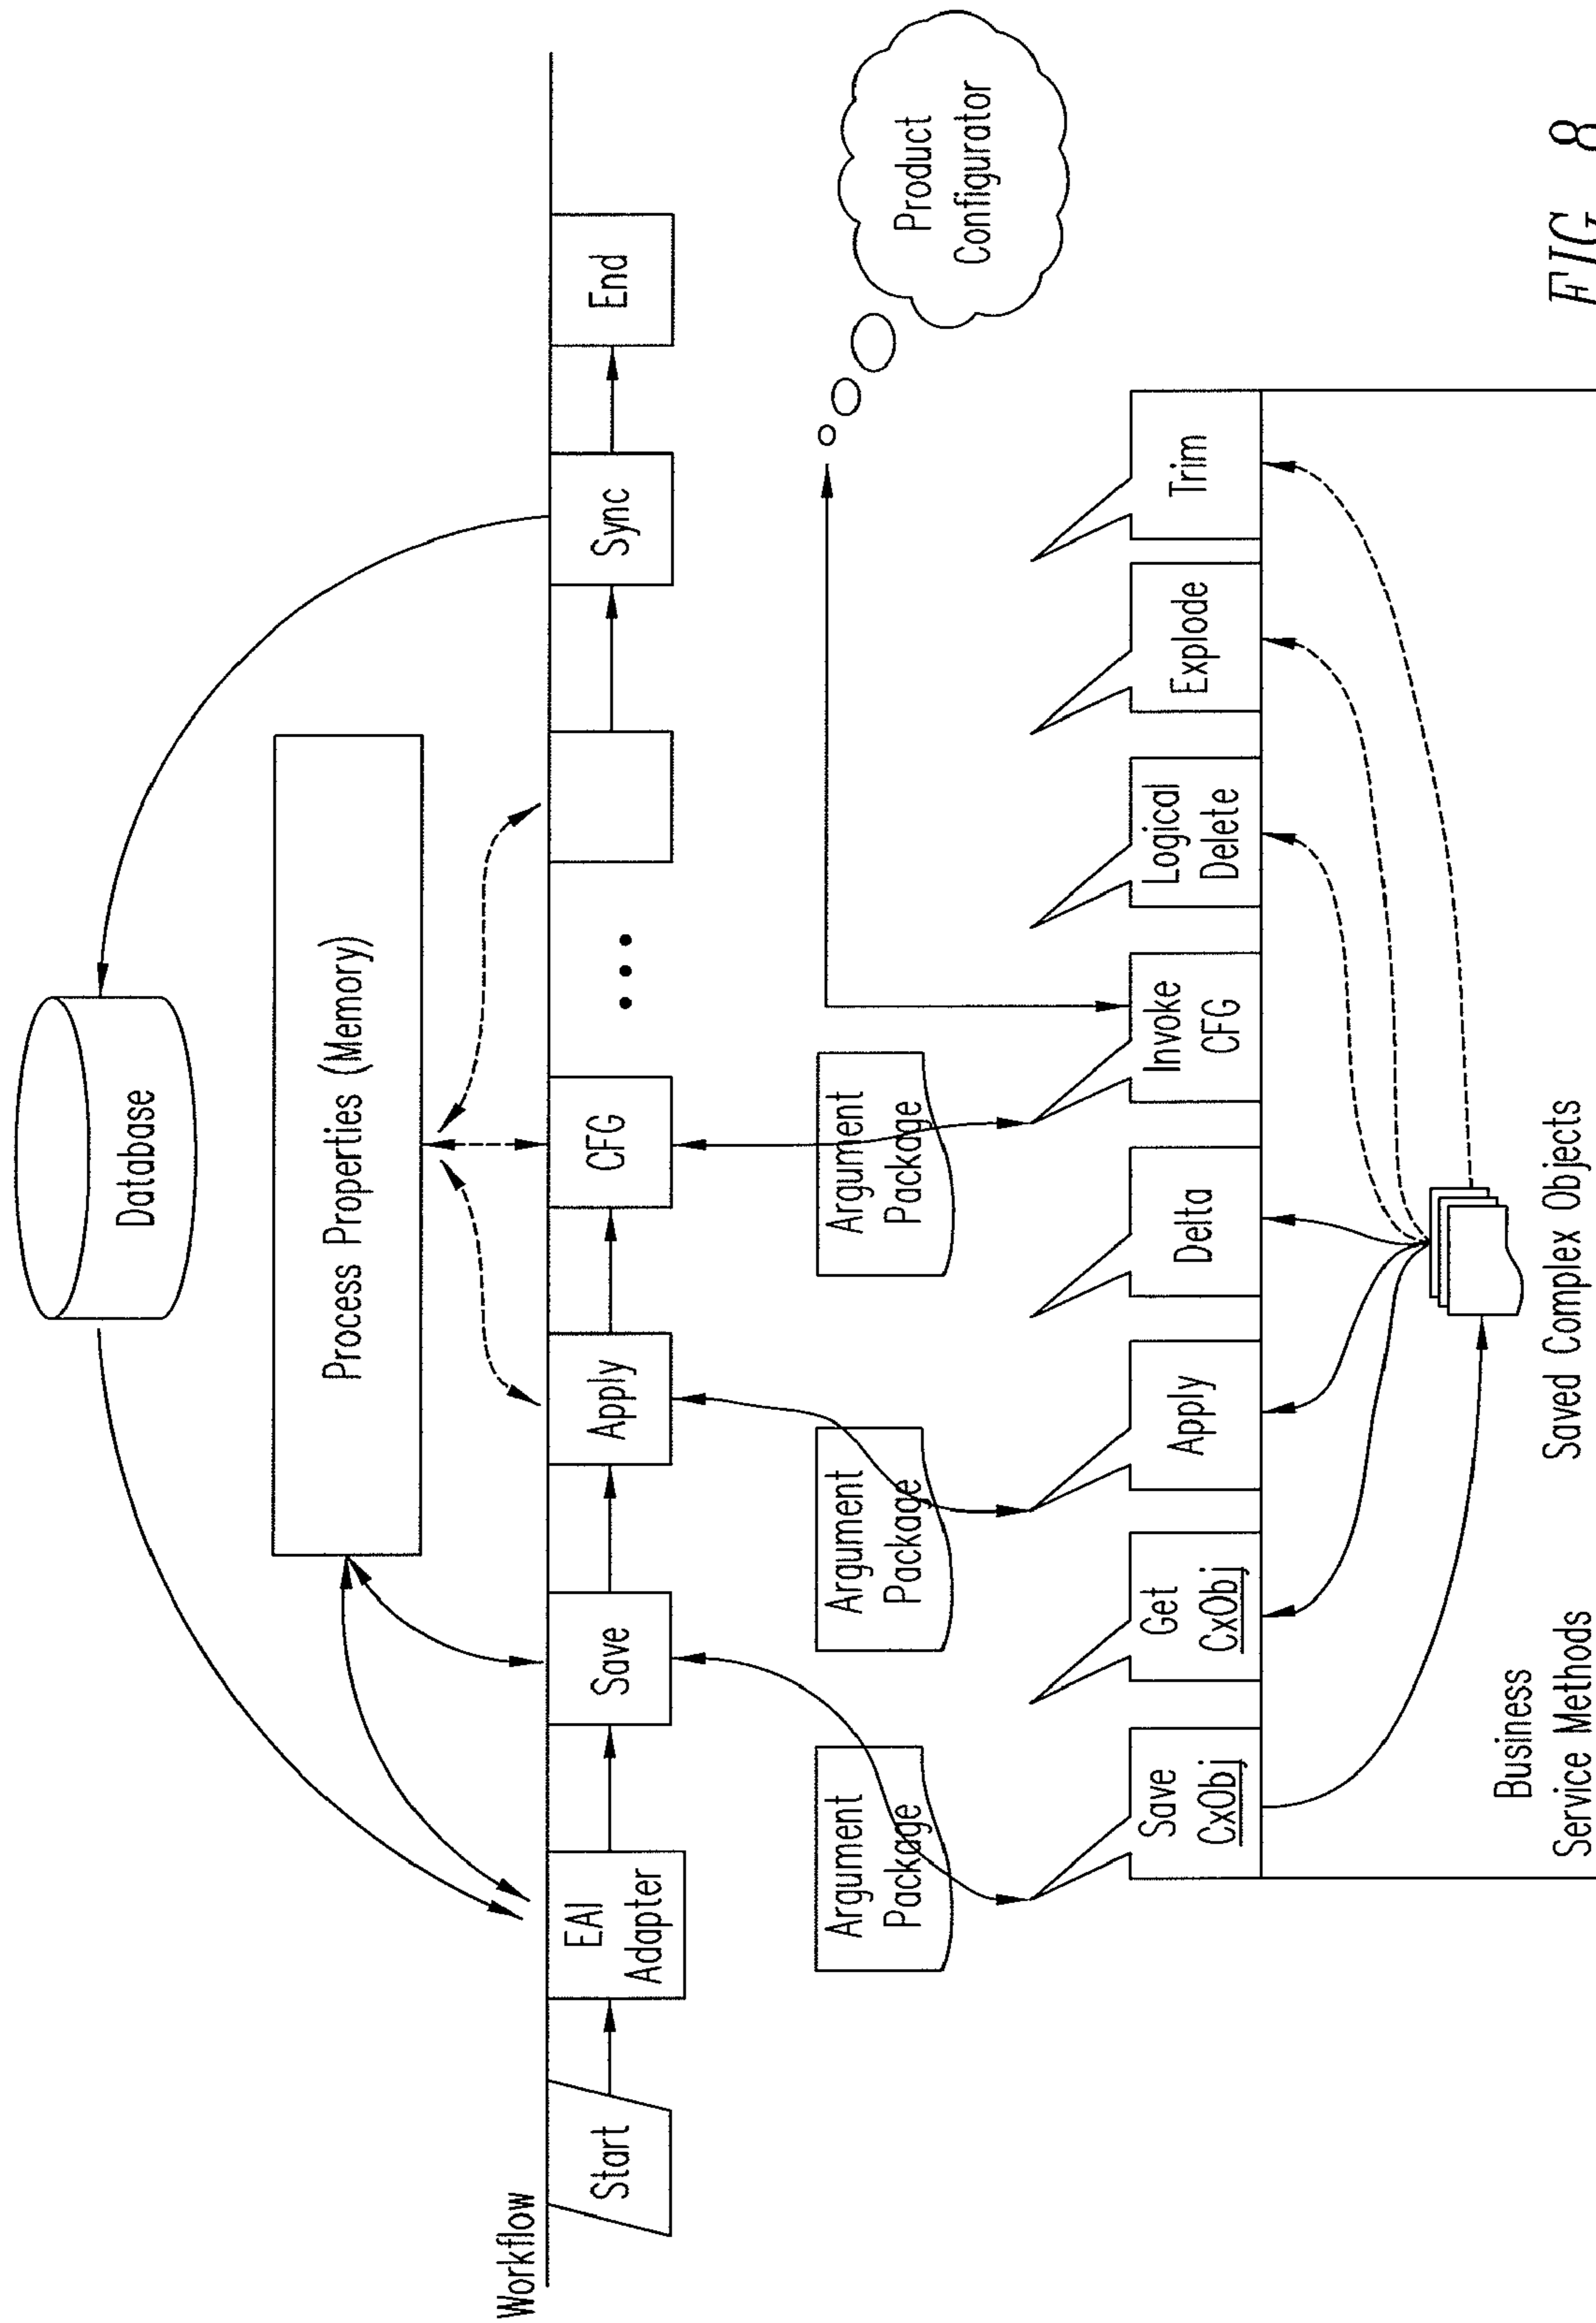 Database
Process Properties (Memory)
Workflow
Start
EAI
Adapter
Save
Apply
CFG
•••
Sync
End
Argument
Package
Argument
Package
Argument
Package
Product
Configurator
Save
CxObj
Get
CxObj
Apply
Delta
Invoke
CFG
Logical
Delete
Explode
Trim
Business
Service Methods
Saved Complex Objects
FIG. 8